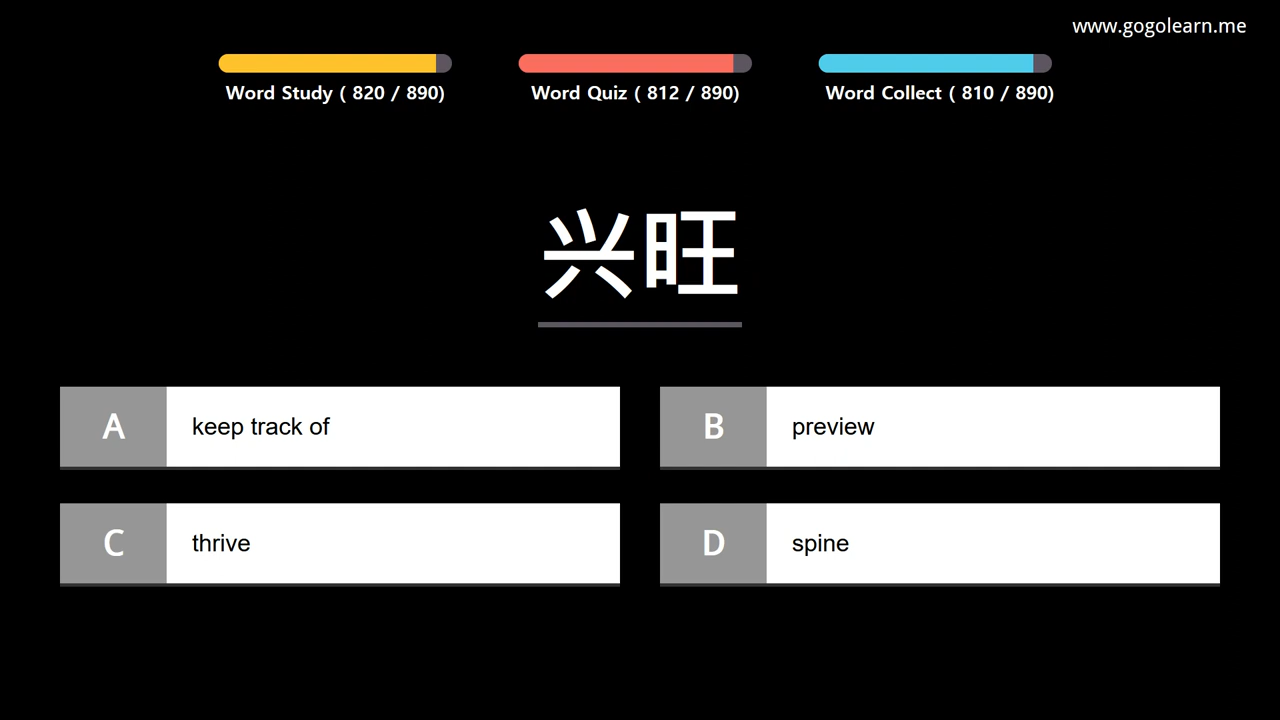 www.gogolearn.me
Word Study ( 820 / 890)
Word Quiz ( 812 / 890)
Word Collect ( 810 / 890)
兴旺
A keep track of
B preview
C thrive
D spine